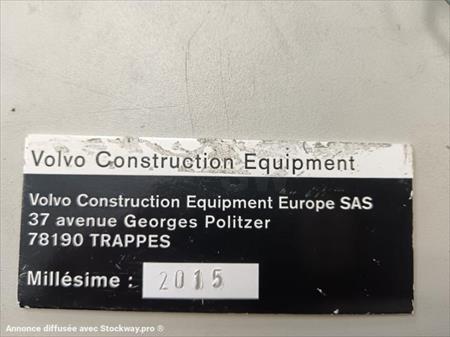 Volvo Construction Equipment
Volvo Construction Equipment Europe SAS
37 avenue Georges Politzer
78190 TRAPPES
Millésime : 2015
Annonce diffusée avec Stockway.pro ®